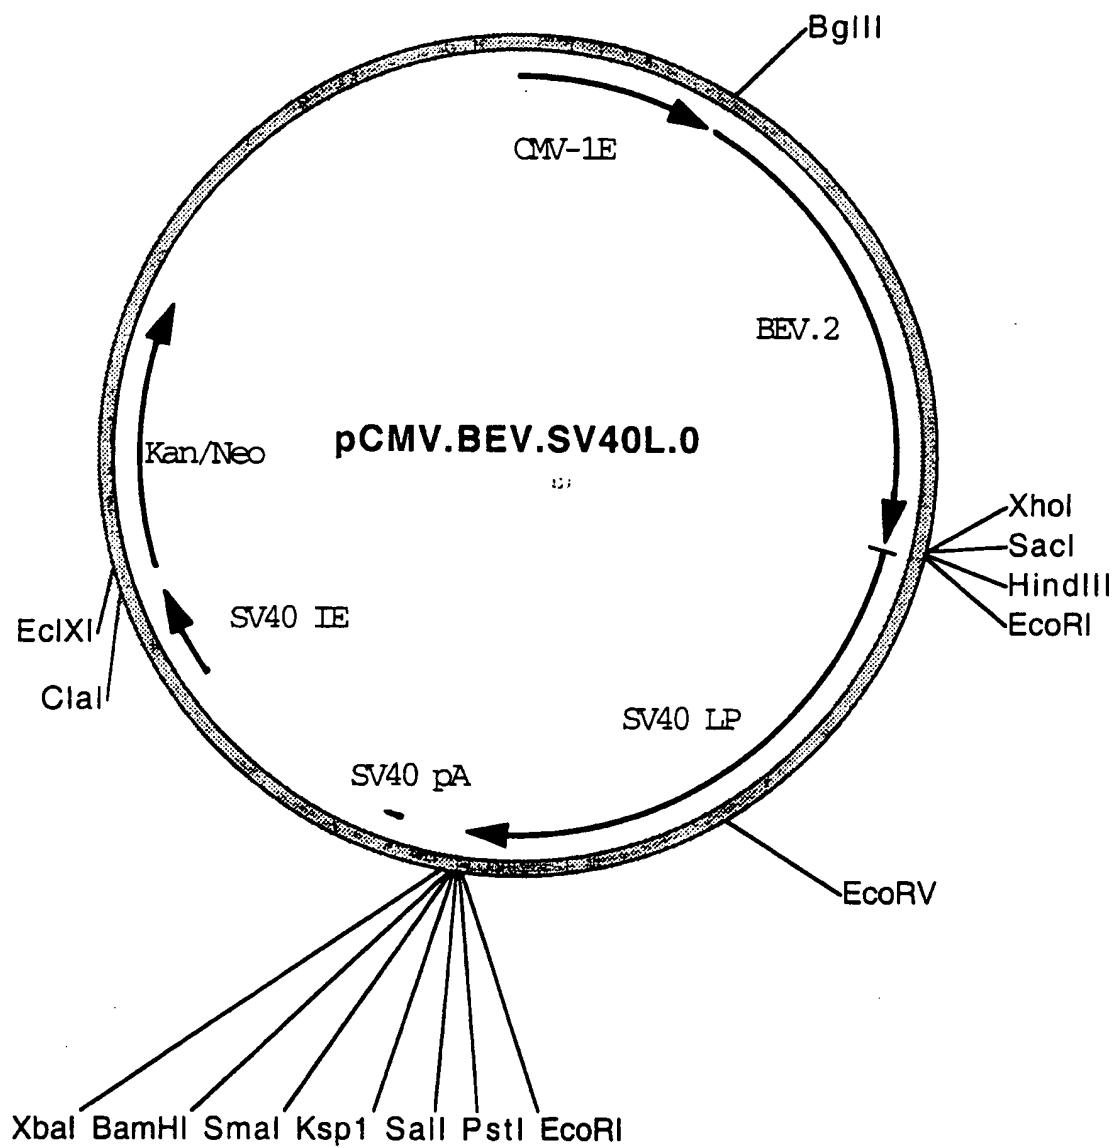 BglII
CMV-1E
BEV.2
Kan/Neo
pCMV.BEV.SV40L.0
XhoI
SacI
HindIII
EcoRI
EclXI
SV40 IE
ClaI
SV40 LP
SV40 pA
EcoRV
XbaI BamHI SmaI Ksp1 SalI PstI EcoRI